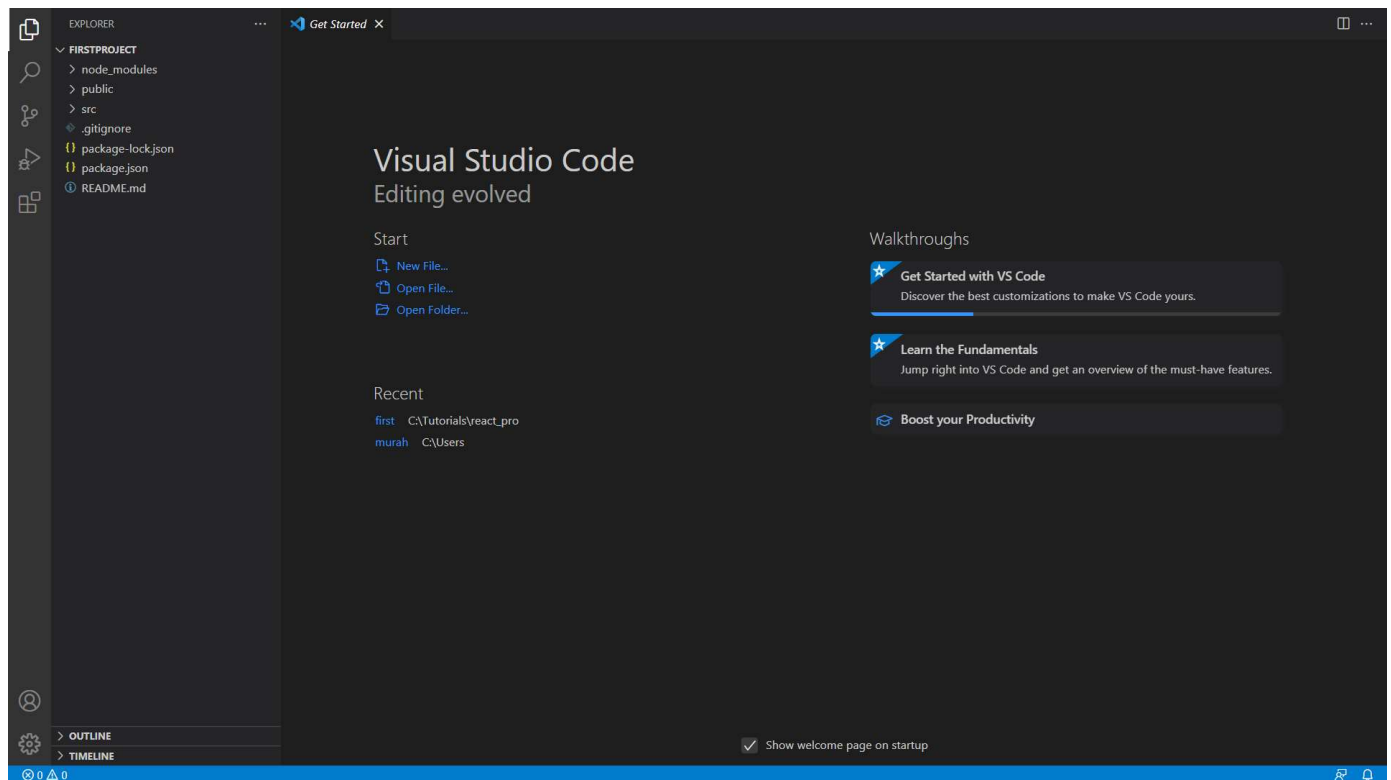 EXPLORER
Get Started
FIRSTPROJECT
node_modules
public
src
.gitignore
{} package-lock.json
{} package.json
README.md
Visual Studio Code
Editing evolved
Start
New File...
Open File...
Open Folder...
Recent
first C:\Tutorials\react_pro
murah C:\Users
Walkthroughs
Get Started with VS Code
Discover the best customizations to make VS Code yours.
Learn the Fundamentals
Jump right into VS Code and get an overview of the must-have features.
Boost your Productivity
OUTLINE
TIMELINE
Show welcome page on startup
0 0